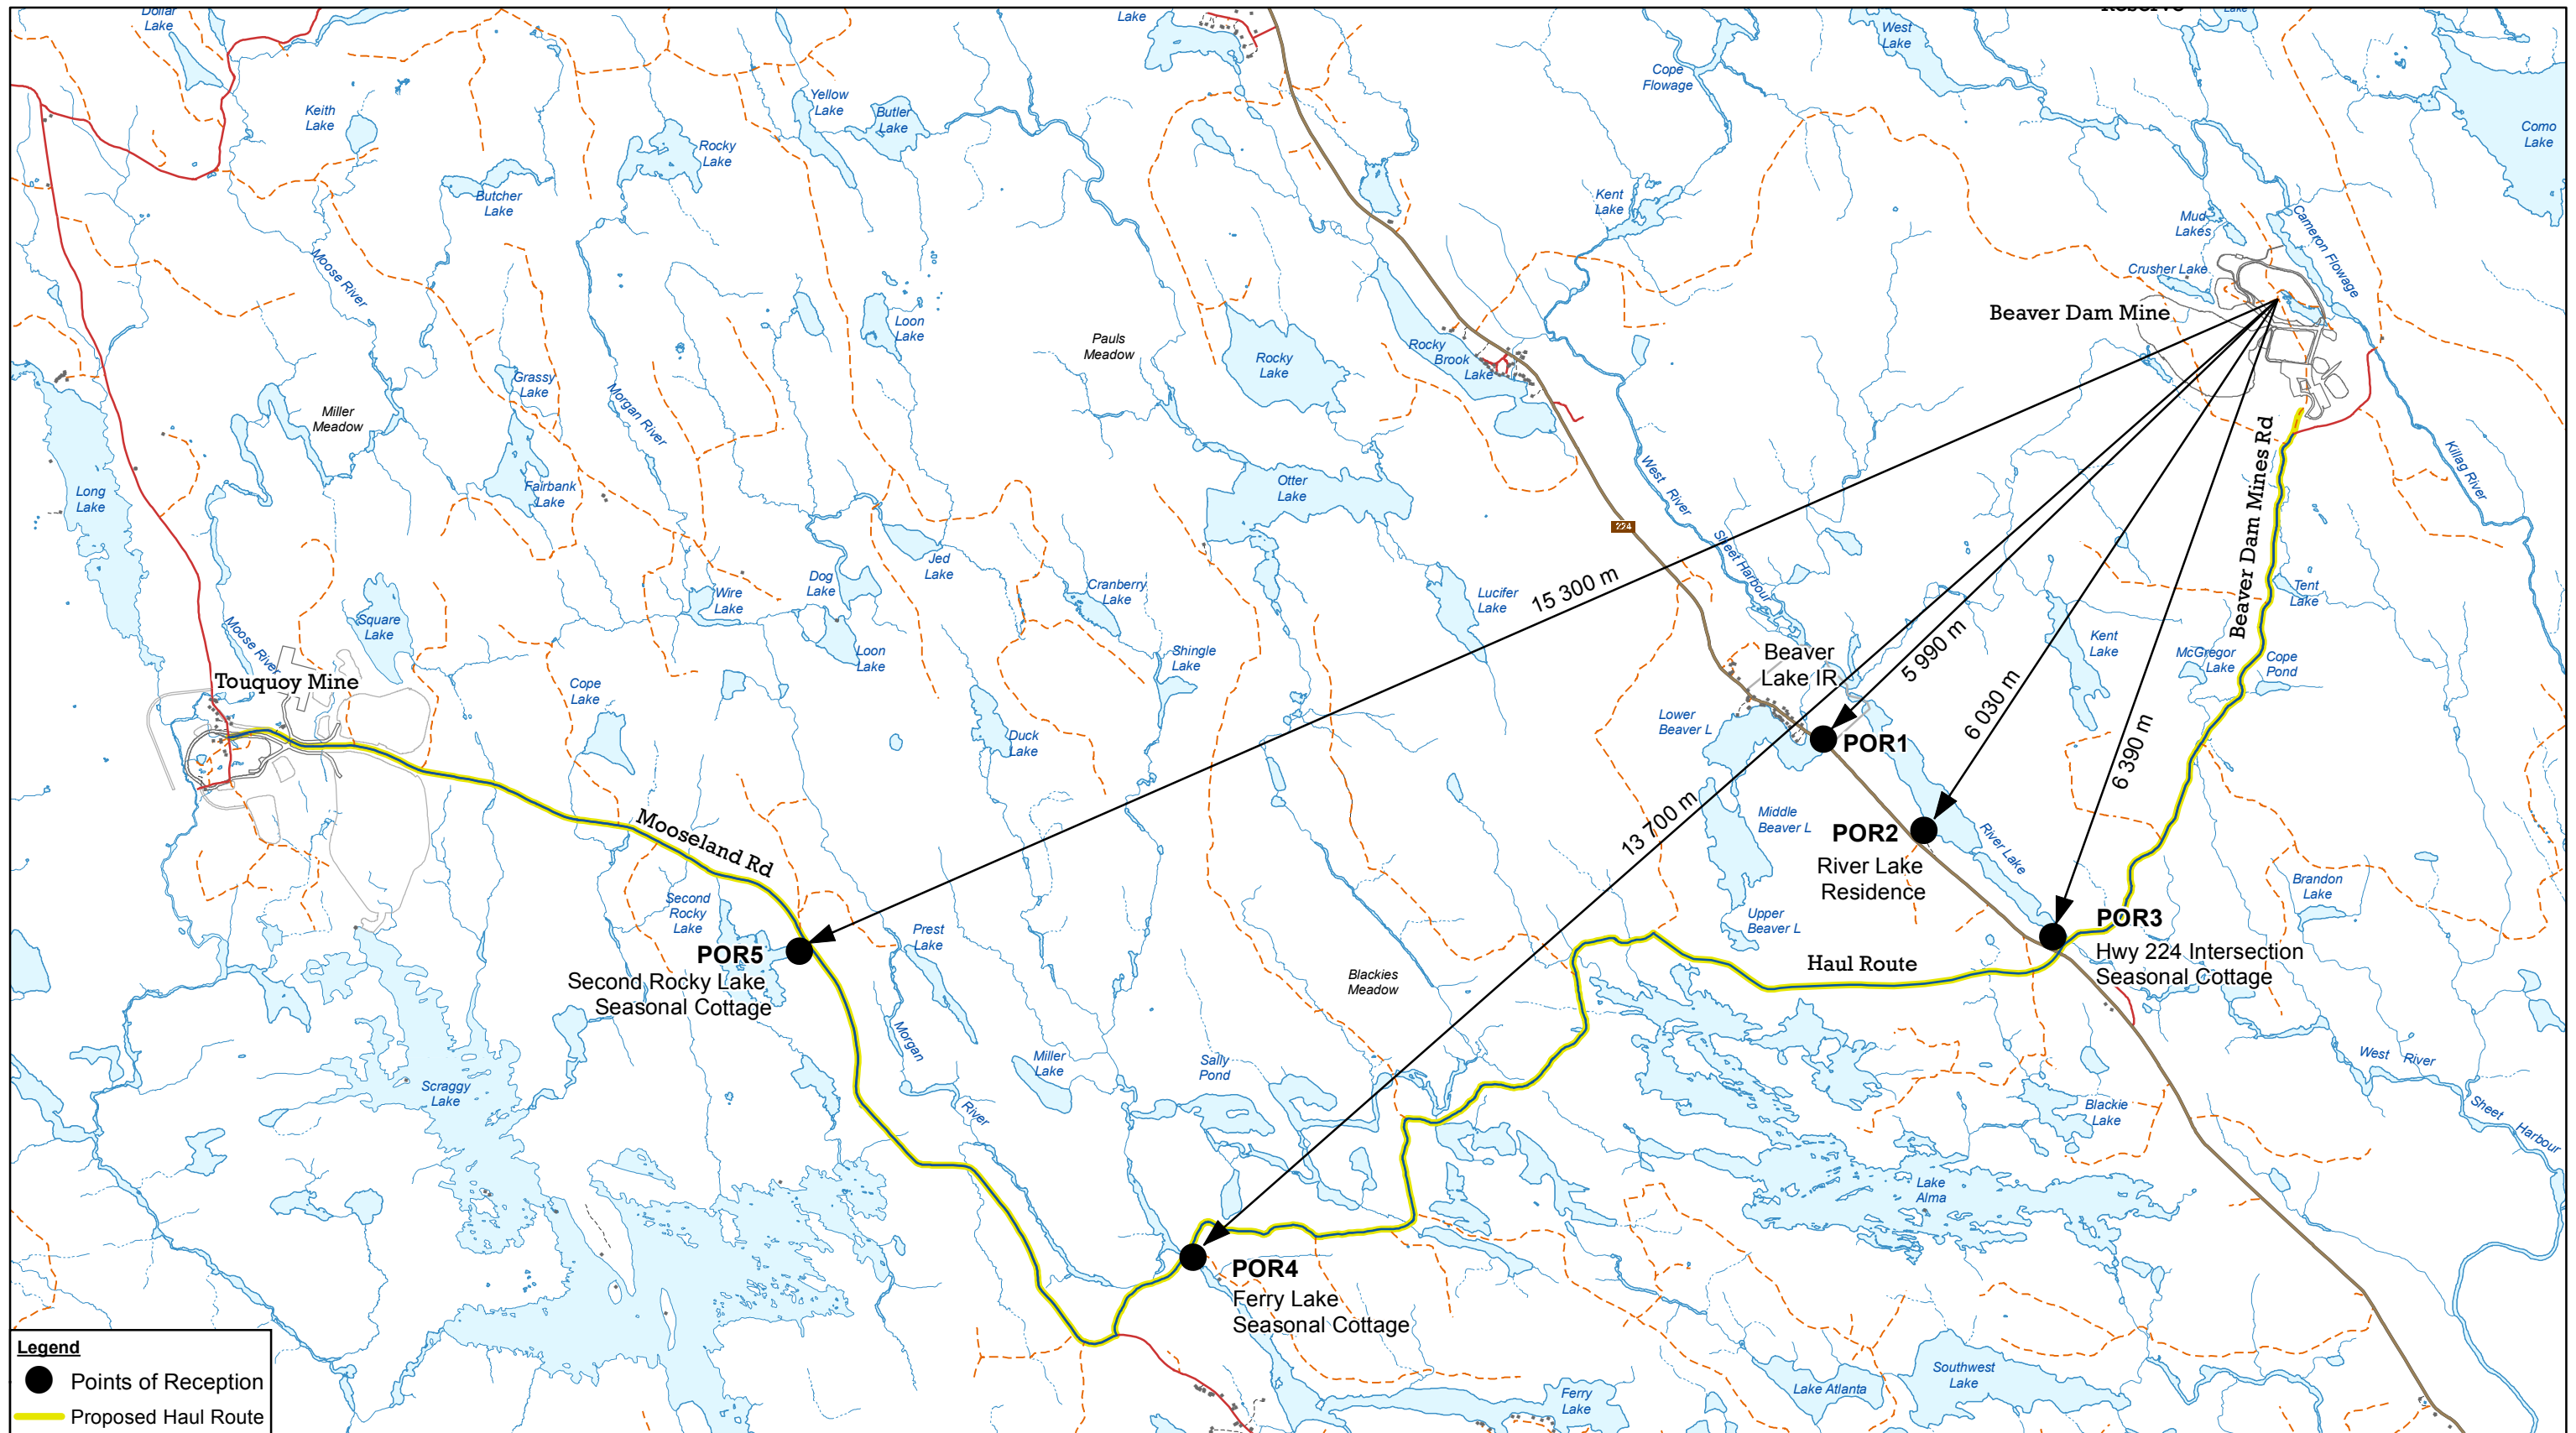 Dollar
Lake
Lake
West
Lake
Reserve
Lake
Cope
Flowage
Como
Lake
Keith
Lake
Yellow
Lake
Butler
Lake
Rocky
Lake
Butcher
Lake
Kent
Lake
Mud
Lakes
Cameron Flowage
Crusher Lake
Beaver Dam Mine
Moose River
Loon
Lake
Pauls
Meadow
Rocky
Lake
Rocky
Brook
Lake
Grassy
Lake
Miller
Meadow
Morgan River
Long
Lake
Fairbank
Lake
Otter
Lake
West River
224
Killag River
Beaver Dam Mines Rd
Jed
Lake
Dog
Lake
Cranberry
Lake
Wire
Lake
Lucifer
Lake
15 300 m
Sheet Harbour
Tent
Lake
Square
Lake
Moose River
Loon
Lake
Shingle
Lake
Beaver
Lake IR
5 990 m
Kent
Lake
McGregor
Lake
Cope
Pond
Touquoy Mine
Cope
Lake
Duck
Lake
Lower
Beaver L
POR1
6 030 m
6 390 m
Mooseland Rd
13 700 m
Middle
Beaver L
POR2
River Lake
Residence
River Lake
Brandon
Lake
Second
Rocky
Lake
Prest
Lake
Upper
Beaver L
POR3
Hwy 224 Intersection
Seasonal Cottage
POR5
Second Rocky Lake
Seasonal Cottage
Blackies
Meadow
Haul Route
Morgan
River
Miller
Lake
Sally
Pond
Scraggy
Lake
West River
Sheet
Harbour
Blackie
Lake
Lake
Alma
POR4
Ferry Lake
Seasonal Cottage
Ferry
Lake
Lake Atlanta
Southwest
Lake
Legend
Points of Reception
Proposed Haul Route